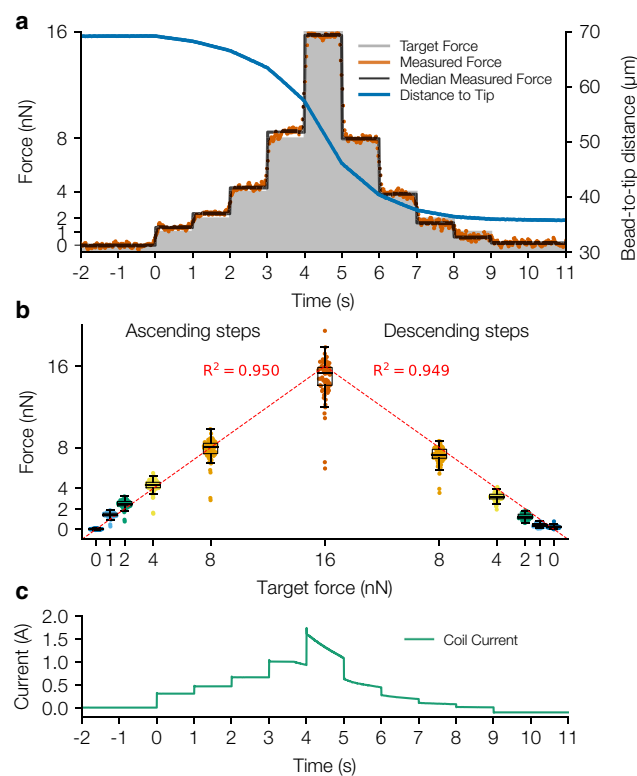 a
16
8
4
2
1
0
Force (nN)
70
60
50
40
30
Bead-to-tip distance (µm)
Target Force
Measured Force
Median Measured Force
Distance to Tip
-2 -1 0 1 2 3 4 5 6 7 8 9 10 11
Time (s)
b
Ascending steps Descending steps
R² = 0.950 R² = 0.949
16
8
4
2
0
Force (nN)
0 1 2 4 8 16 8 4 2 1 0
Target force (nN)
c
2.0
1.5
1.0
0.5
0.0
Current (A)
Coil Current
-2 -1 0 1 2 3 4 5 6 7 8 9 10 11
Time (s)